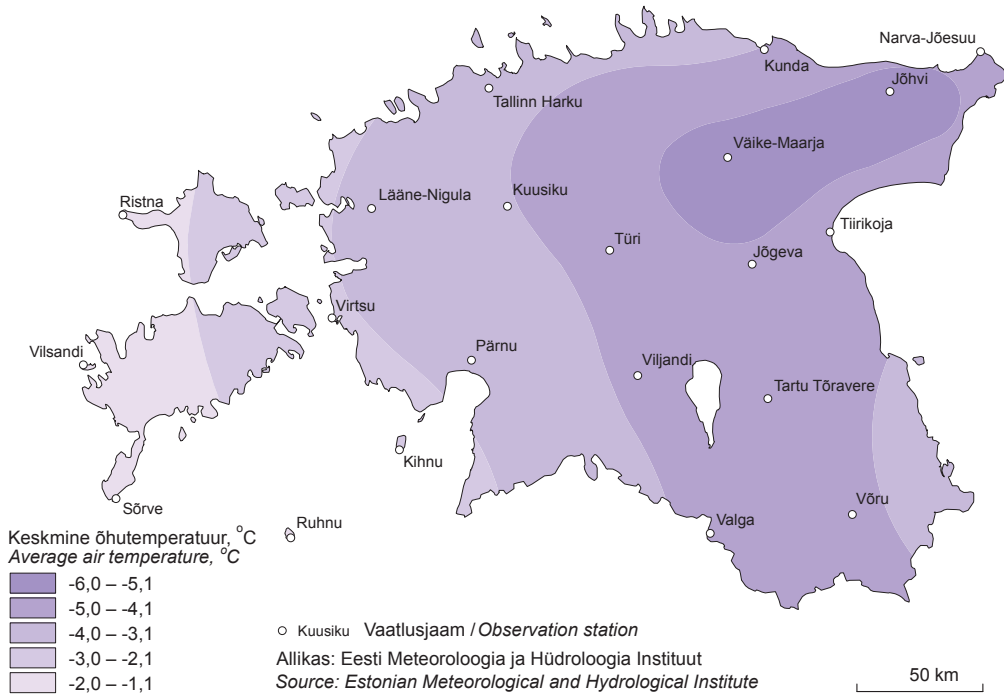 Narva-Jõesuu
Kunda
Jõhvi
Tallinn Harku
Väike-Maarja
Ristna
Lääne-Nigula
Kuusiku
Tiirikoja
Türi
Jõgeva
Virtsu
Vilsandi
Pärnu
Viljandi
Tartu Tõravere
Kihnu
Sõrve
Võru
Ruhnu
Valga
Keskmine õhutemperatuur, °C
Average air temperature, °C
-6,0 – -5,1
-5,0 – -4,1
-4,0 – -3,1
-3,0 – -2,1
-2,0 – -1,1
Kuusiku Vaatlusjaam / Observation station
Allikas: Eesti Meteoroloogia ja Hüdroloogia Instituut
Source: Estonian Meteorological and Hydrological Institute
50 km